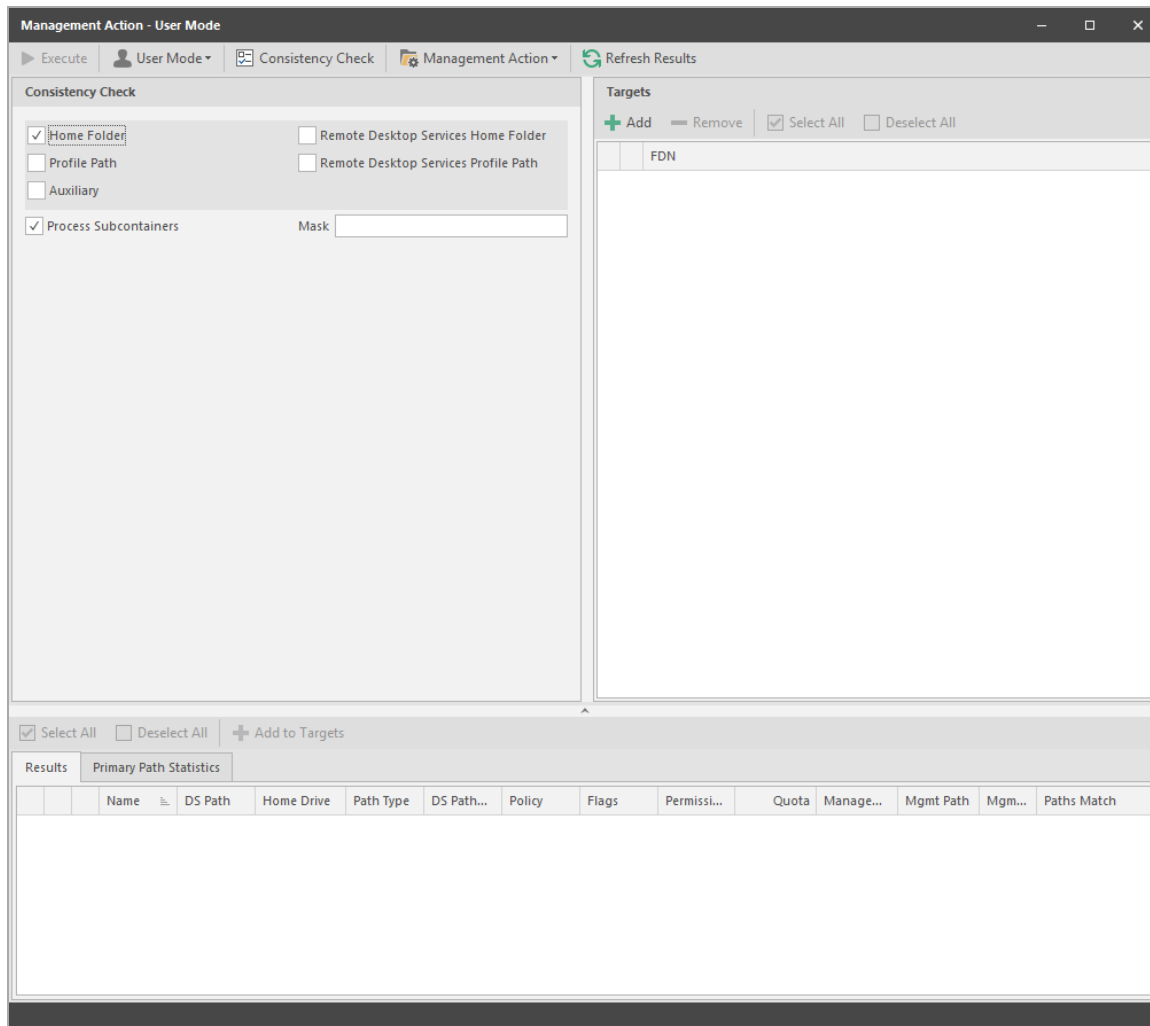 Management Action - User Mode
Execute User Mode Consistency Check Management Action Refresh Results
Consistency Check
Home Folder Remote Desktop Services Home Folder
Profile Path Remote Desktop Services Profile Path
Auxiliary
Process Subcontainers Mask
Targets
Add Remove Select All Deselect All
FDN
Select All Deselect All Add to Targets
Results Primary Path Statistics
Name DS Path Home Drive Path Type DS Path... Policy Flags Permissi... Quota Manage... Mgmt Path Mgm... Paths Match